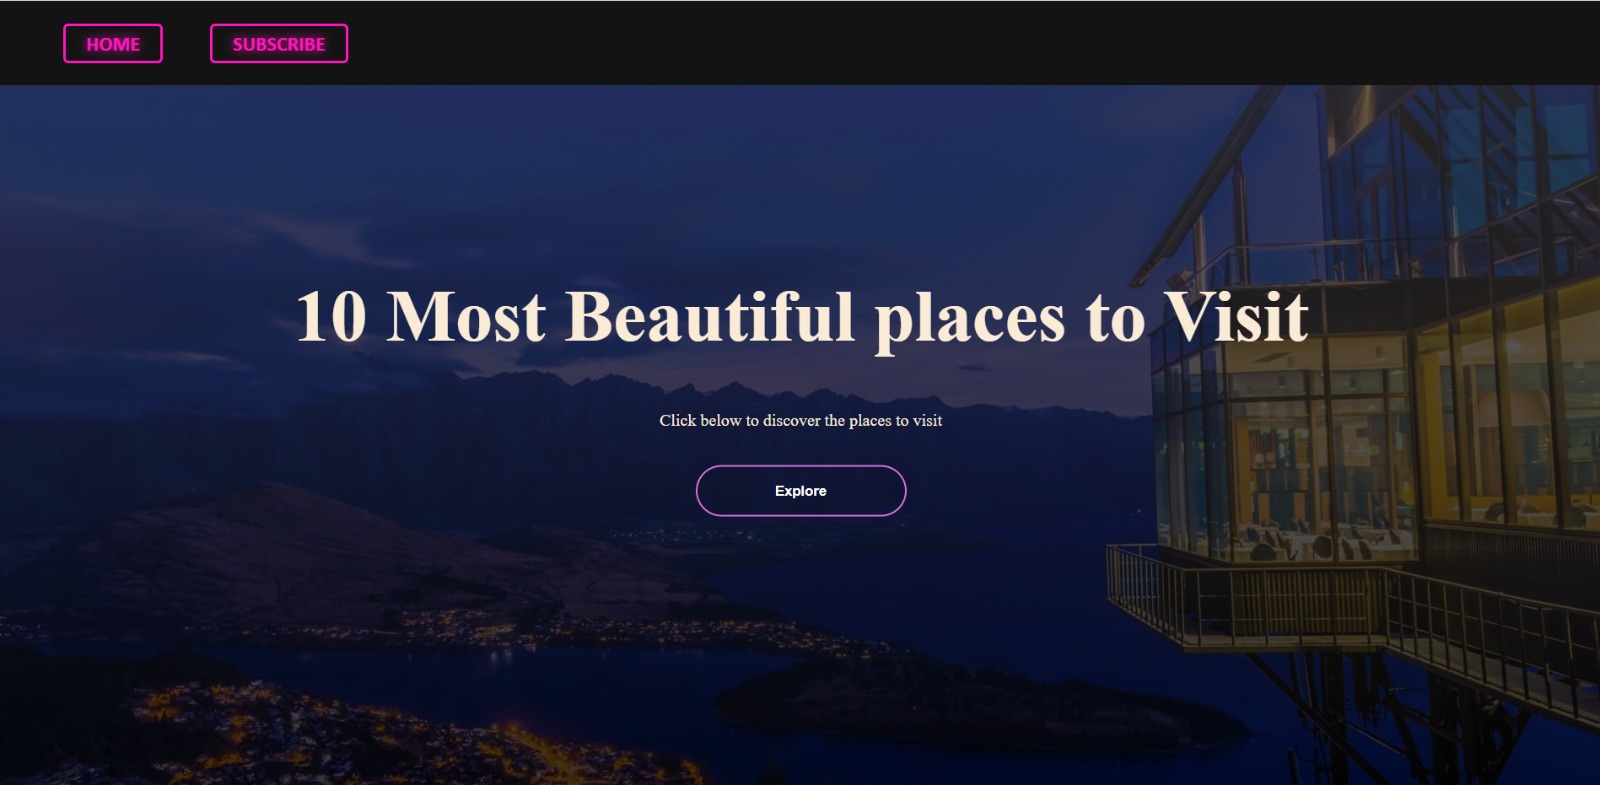 HOME SUBSCRIBE
10 Most Beautiful places to Visit
Click below to discover the places to visit
Explore